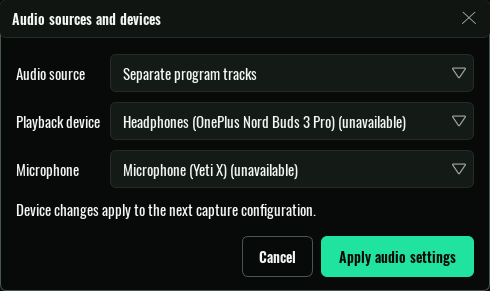 Audio sources and devices
Audio source
Separate program tracks
Playback device
Headphones (OnePlus Nord Buds 3 Pro) (unavailable)
Microphone
Microphone (Yeti X) (unavailable)
Device changes apply to the next capture configuration.
Cancel
Apply audio settings